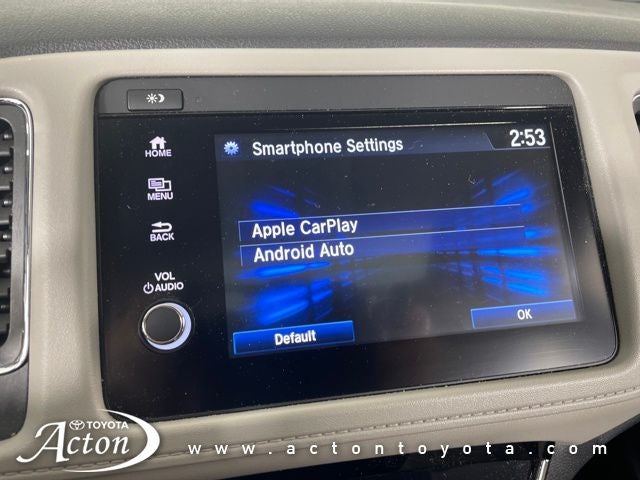 Smartphone Settings
2:53
HOME
MENU
BACK
VOL
AUDIO
Apple CarPlay
Android Auto
Default
OK
TOYOTA
Acton
www.actontoyota.com